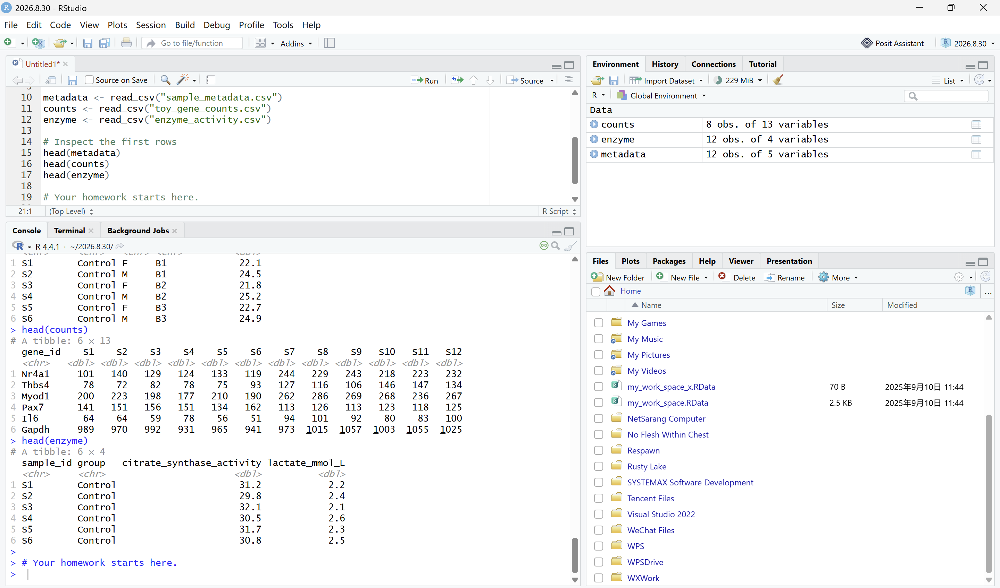 2026.8.30 - RStudio
File Edit Code View Plots Session Build Debug Profile Tools Help
Go to file/function Addins Posit Assistant 2026.8.30
Untitled1*
Source on Save Run Source
10 metadata <- read_csv("sample_metadata.csv")
11 counts <- read_csv("toy_gene_counts.csv")
12 enzyme <- read_csv("enzyme_activity.csv")
13
14 # Inspect the first rows
15 head(metadata)
16 head(counts)
17 head(enzyme)
18
19 # Your homework starts here.
21:1 (Top Level) R Script
Console Terminal Background Jobs
R 4.4.1 · ~/2026.8.30/
1 S1 Control F B1 22.1
2 S2 Control M B1 24.5
3 S3 Control F B2 21.8
4 S4 Control M B2 25.2
5 S5 Control F B3 22.7
6 S6 Control M B3 24.9
> head(counts)
# A tibble: 6 × 13
gene_id S1 S2 S3 S4 S5 S6 S7 S8 S9 S10 S11 S12
<chr> <dbl> <dbl> <dbl> <dbl> <dbl> <dbl> <dbl> <dbl> <dbl> <dbl> <dbl> <dbl>
1 Nr4a1 101 140 129 124 133 119 244 229 243 218 223 232
2 Thbs4 78 72 82 78 75 93 127 116 106 146 147 134
3 Myod1 200 223 198 177 210 190 262 286 269 268 236 267
4 Pax7 141 151 156 151 134 162 113 126 113 123 118 125
5 Il6 64 64 59 78 56 51 94 101 92 80 83 100
6 Gapdh 989 970 992 931 965 941 973 1015 1057 1003 1055 1025
> head(enzyme)
# A tibble: 6 × 4
sample_id group citrate_synthase_activity lactate_mmol_L
<chr> <chr> <dbl> <dbl>
1 S1 Control 31.2 2.2
2 S2 Control 29.8 2.4
3 S3 Control 32.1 2.1
4 S4 Control 30.5 2.6
5 S5 Control 31.7 2.3
6 S6 Control 30.8 2.5
>
> # Your homework starts here.
>
Environment History Connections Tutorial
Import Dataset 229 MiB List
R Global Environment
Data
counts 8 obs. of 13 variables
enzyme 12 obs. of 4 variables
metadata 12 obs. of 5 variables
Files Plots Packages Help Viewer Presentation
New Folder New File Delete Rename More
Home ...
Name Size Modified
My Games
My Music
My Pictures
My Videos
my_work_space_x.RData 70 B 2025年9月10日 11:44
my_work_space.RData 2.5 KB 2025年9月10日 11:44
NetSarang Computer
No Flesh Within Chest
Respawn
Rusty Lake
SYSTEMAX Software Development
Tencent Files
Visual Studio 2022
WeChat Files
WPS
WPSDrive
WXWork